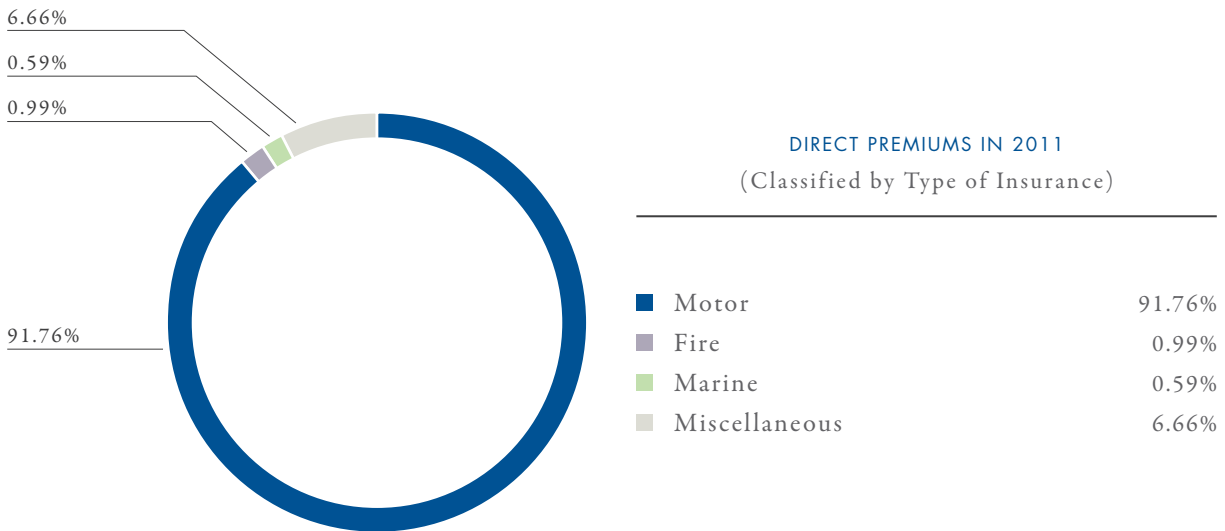 6.66%
0.59%
0.99%
91.76%
DIRECT PREMIUMS IN 2011
(Classified by Type of Insurance)
Motor 91.76%
Fire 0.99%
Marine 0.59%
Miscellaneous 6.66%